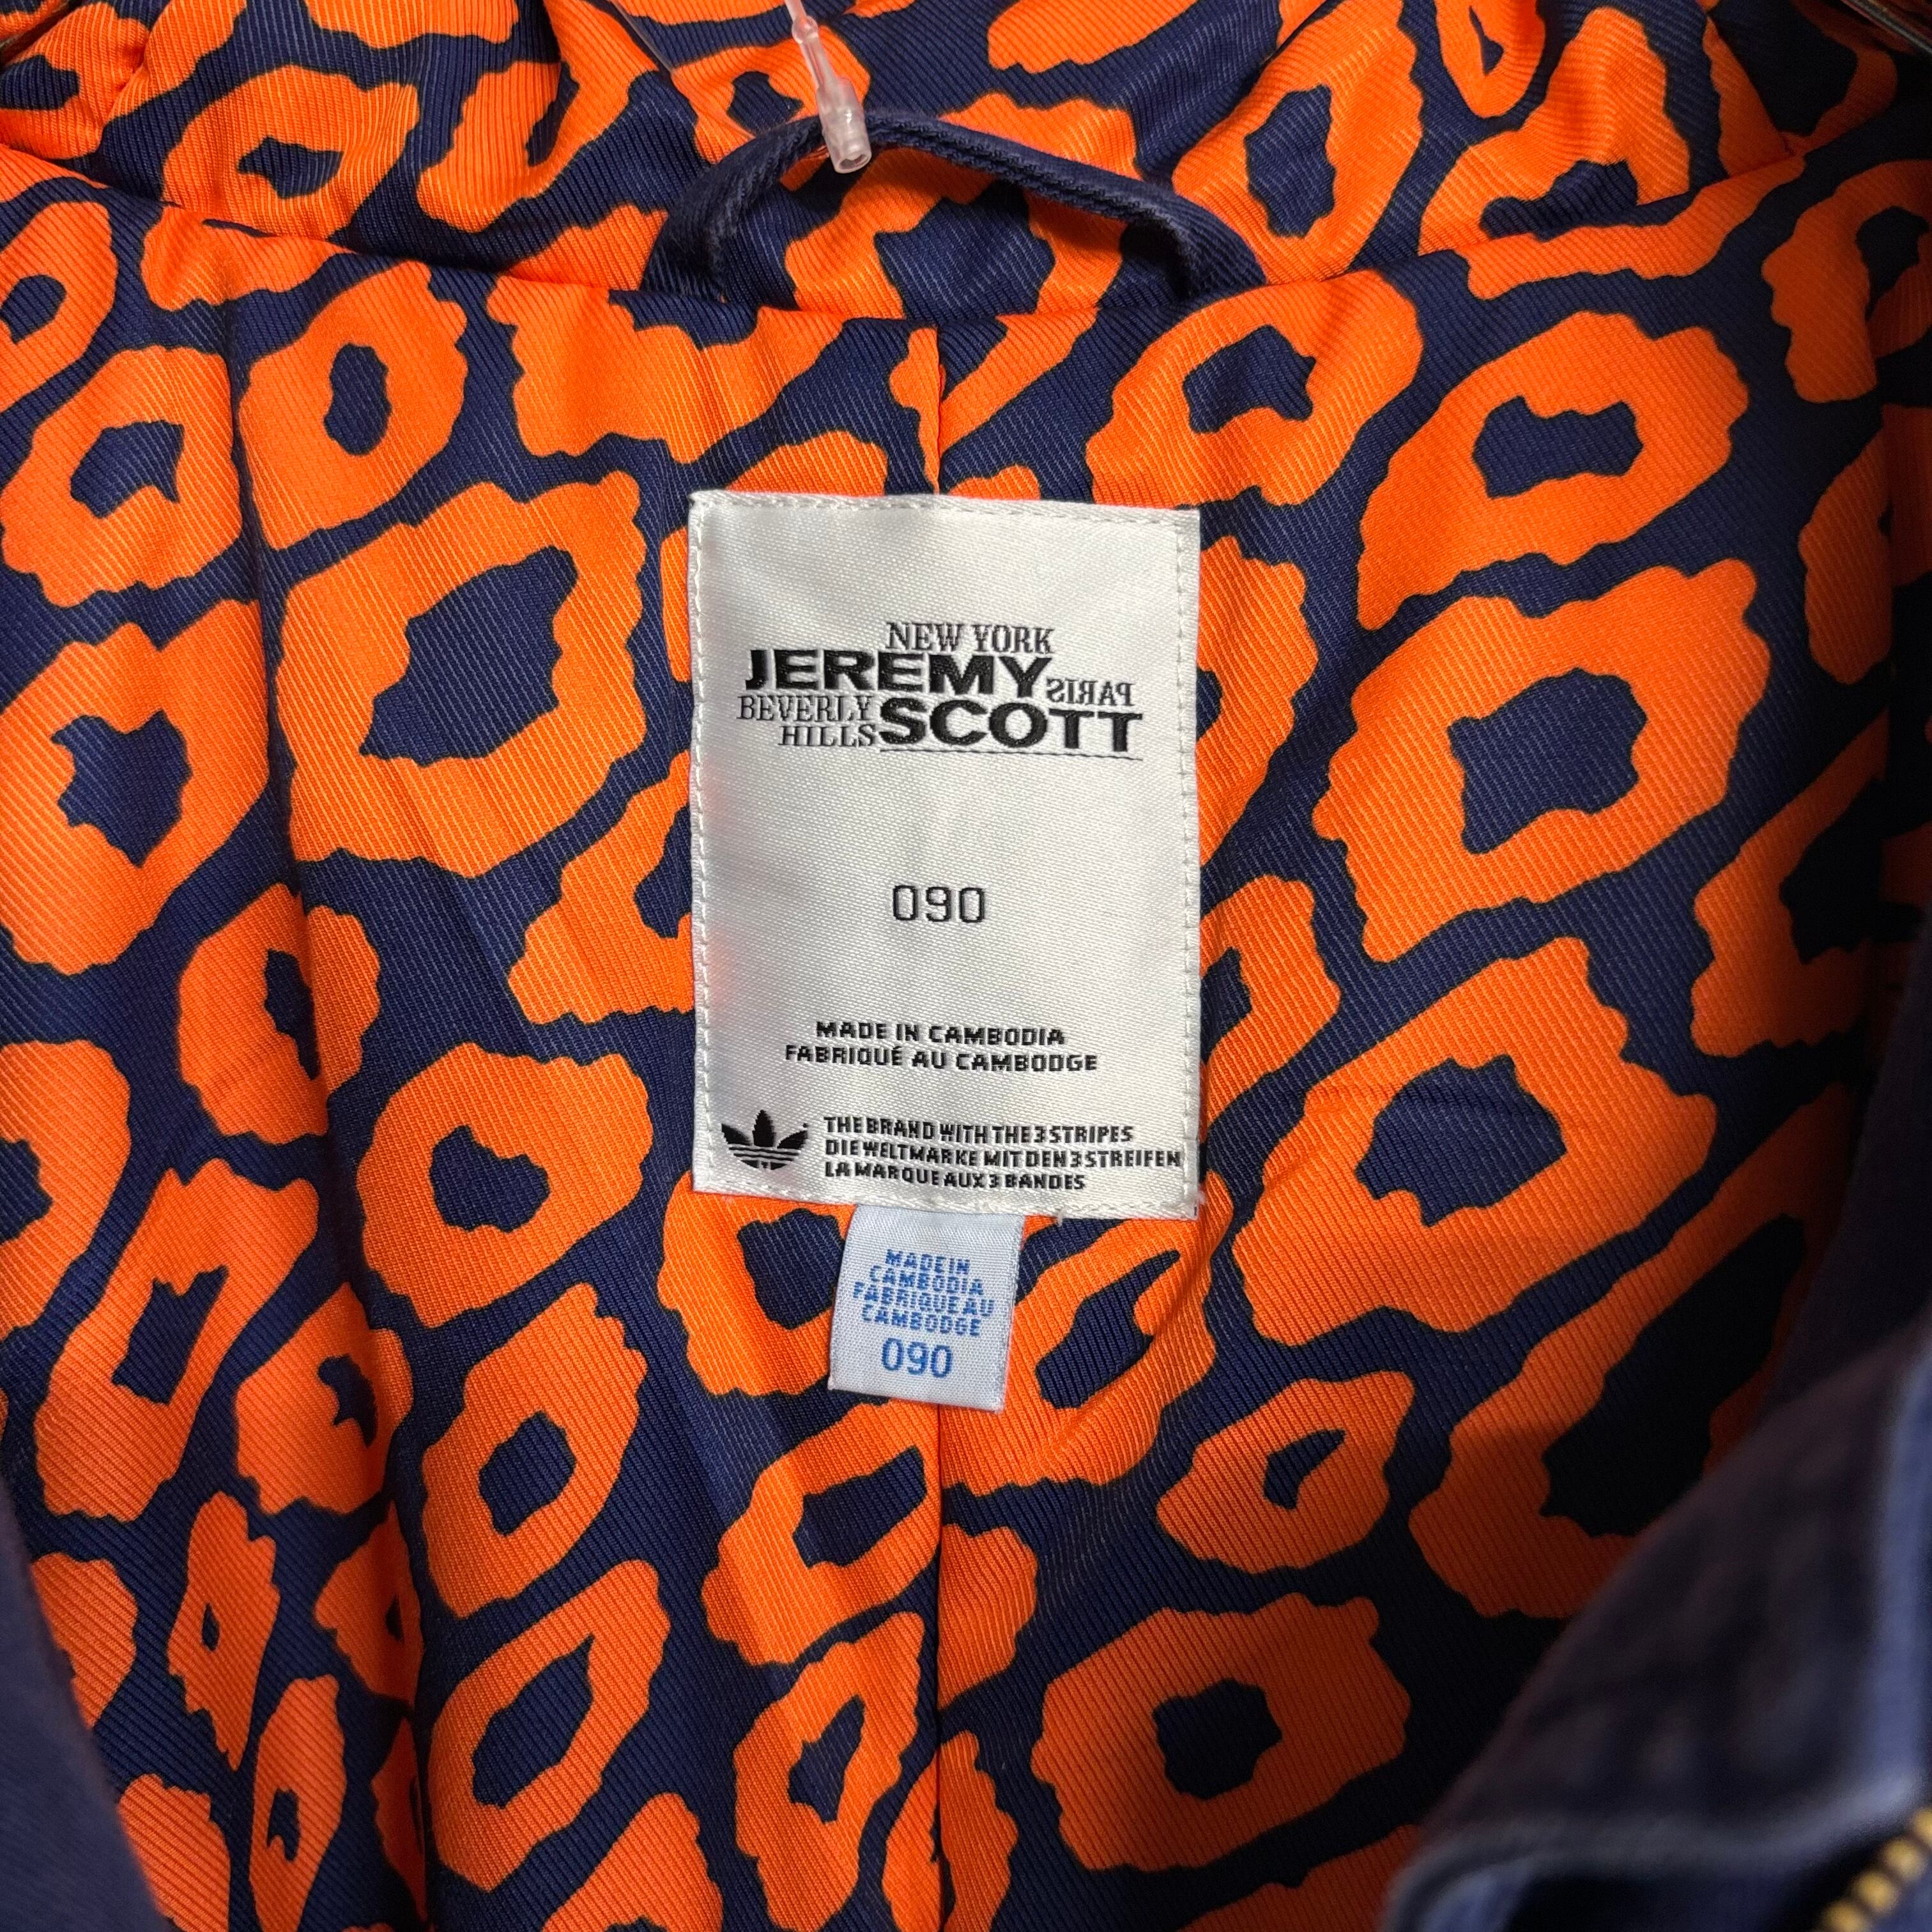 NEW YORK
JEREMY PARIS
BEVERLY SCOTT
HILLS
090
MADE IN CAMBODIA
FABRIQUÉ AU CAMBODGE
THE BRAND WITH THE 3 STRIPES
DIE WELTMARKE MIT DEN 3 STREIFEN
LA MARQUE AUX 3 BANDES
MADE IN
CAMBODIA
FABRIQUE AU
CAMBODGE
090